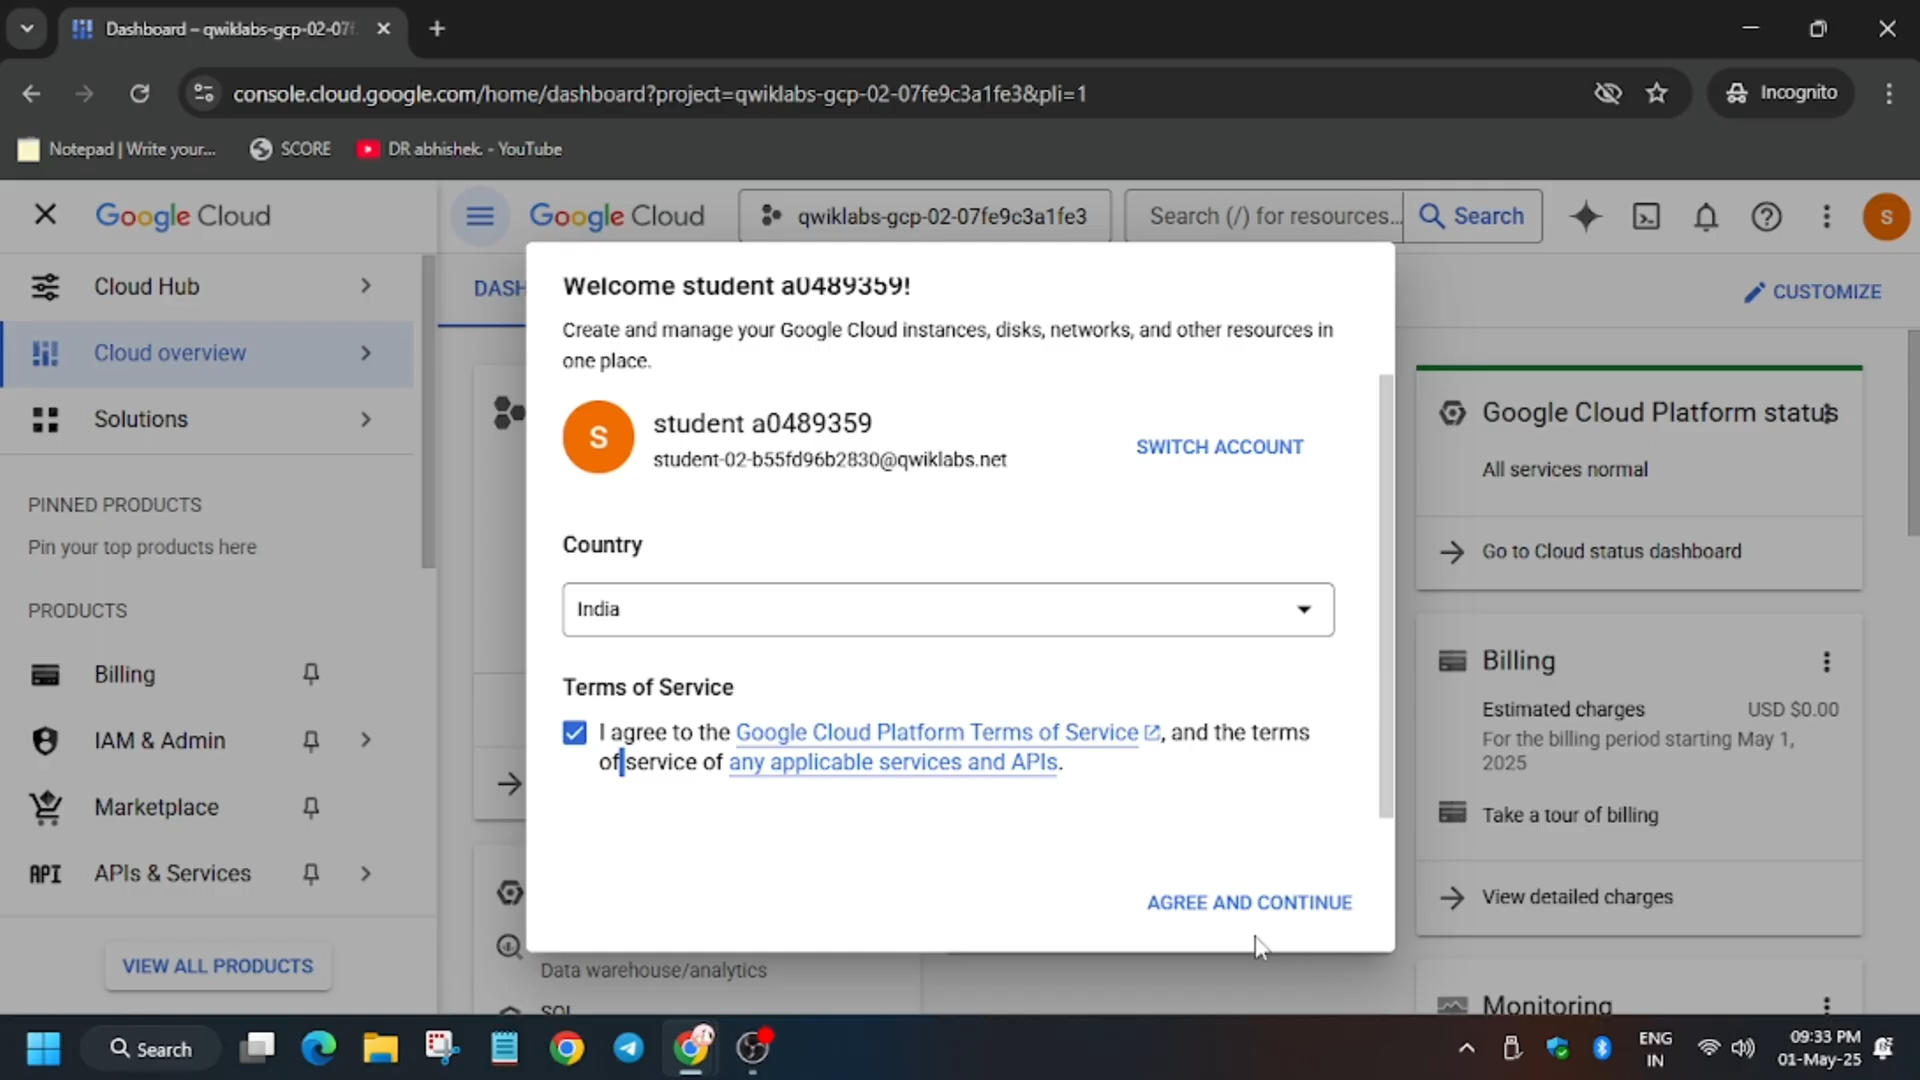 Dashboard – qwiklabs-gcp-02-07f
console.cloud.google.com/home/dashboard?project=qwiklabs-gcp-02-07fe9c3a1fe3&pli=1
Incognito
Notepad | Write your...
SCORE
DR abhishek. - YouTube
Google Cloud
Google Cloud
qwiklabs-gcp-02-07fe9c3a1fe3
Search (/) for resources...
Search
S
Cloud Hub
Cloud overview
Solutions
PINNED PRODUCTS
Pin your top products here
PRODUCTS
Billing
IAM & Admin
Marketplace
API
APIs & Services
VIEW ALL PRODUCTS
DASH
CUSTOMIZE
Welcome student a0489359!
Create and manage your Google Cloud instances, disks, networks, and other resources in
one place.
S
student a0489359
student-02-b55fd96b2830@qwiklabs.net
SWITCH ACCOUNT
Country
India
Terms of Service
I agree to the Google Cloud Platform Terms of Service, and the terms
of service of any applicable services and APIs.
AGREE AND CONTINUE
Data warehouse/analytics
SQL
Google Cloud Platform status
All services normal
Go to Cloud status dashboard
Billing
Estimated charges USD $0.00
For the billing period starting May 1,
2025
Take a tour of billing
View detailed charges
Monitoring
Search
ENG
IN
09:33 PM
01-May-25